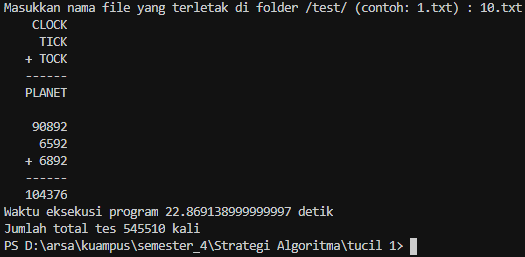 Masukkan nama file yang terletak di folder /test/ (contoh: 1.txt) : 10.txt
CLOCK
TICK
+ TOCK
------
PLANET
90892
6592
+ 6892
------
104376
Waktu eksekusi program 22.869138999999997 detik
Jumlah total tes 545510 kali
PS D:\arsa\kuampus\semester_4\Strategi Algoritma\tucil 1>